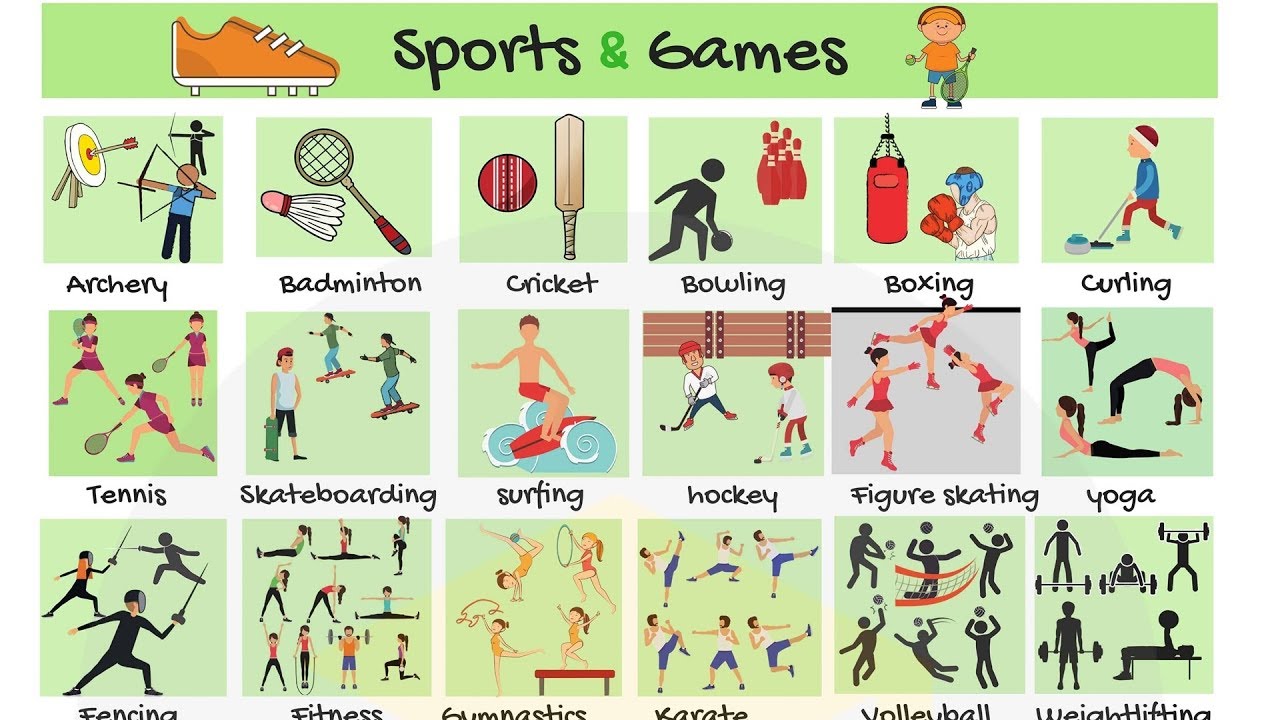 Sports & Games
Archery Badminton Cricket Bowling Boxing Curling
Tennis Skateboarding surfing hockey Figure skating yoga
Fencing Fitness Gymnastics Karate Volleyball Weightlifting